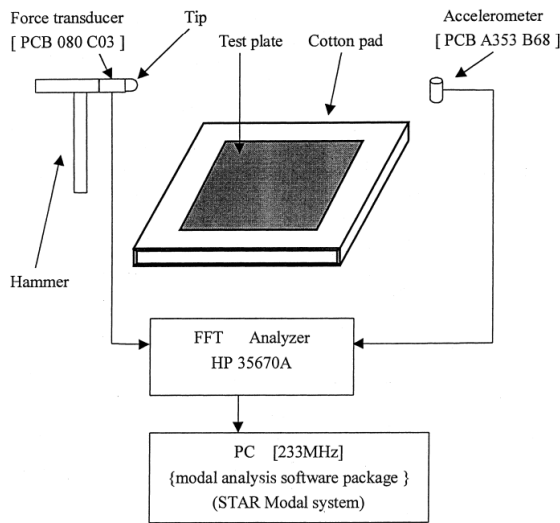 Force transducer
[ PCB 080 C03 ]
Tip
Test plate
Cotton pad
Accelerometer
[ PCB A353 B68 ]
Hammer
FFT Analyzer
HP 35670A
PC [233MHz]
{modal analysis software package }
(STAR Modal system)